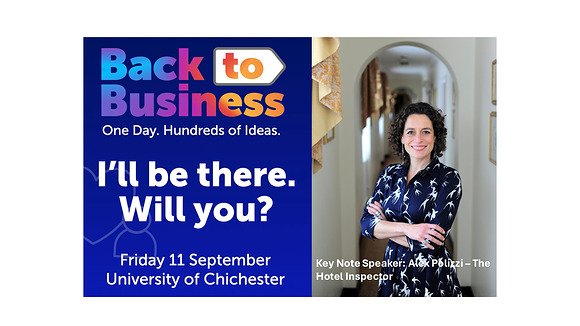 Back to
Business
One Day. Hundreds of Ideas.
I'll be there.
Will you?
Friday 11 September
University of Chichester
Key Note Speaker: Alex Polizzi – The
Hotel Inspector